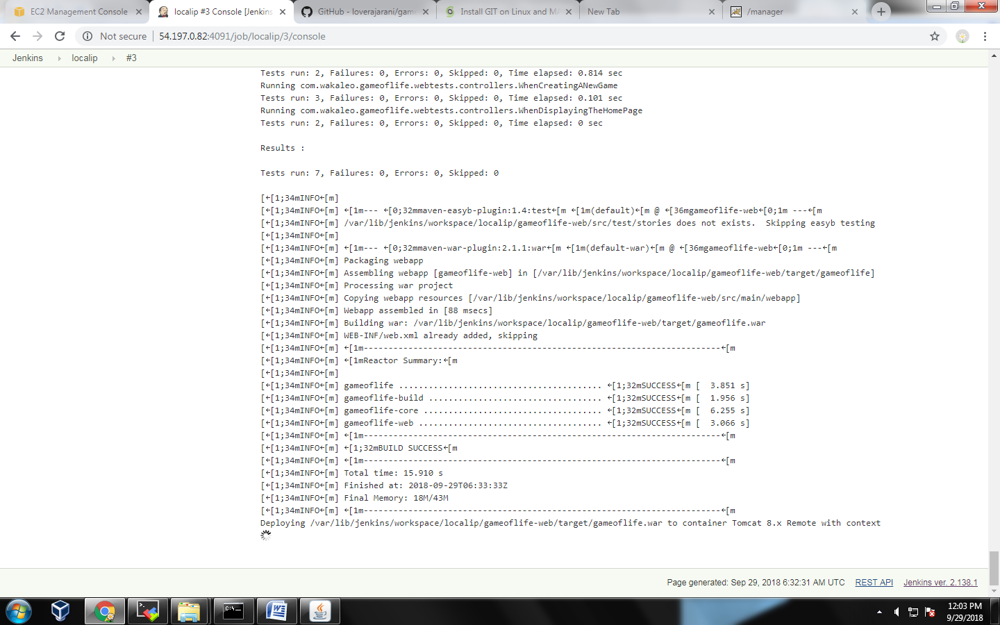 EC2 Management Console
localip #3 Console [Jenkins
GitHub - loverajarani/game
Install GIT on Linux and M
New Tab
/manager
Not secure | 54.197.0.82:4091/job/localip/3/console
Jenkins localip #3
Tests run: 2, Failures: 0, Errors: 0, Skipped: 0, Time elapsed: 0.814 sec
Running com.wakaleo.gameoflife.webtests.controllers.WhenCreatingANewGame
Tests run: 3, Failures: 0, Errors: 0, Skipped: 0, Time elapsed: 0.101 sec
Running com.wakaleo.gameoflife.webtests.controllers.WhenDisplayingTheHomePage
Tests run: 2, Failures: 0, Errors: 0, Skipped: 0, Time elapsed: 0 sec
Results :
Tests run: 7, Failures: 0, Errors: 0, Skipped: 0
[←[1;34mINFO←[m]
[←[1;34mINFO←[m] ←[1m--- ←[0;32mmaven-easyb-plugin:1.4:test←[m ←[1m(default)←[m @ ←[36mgameoflife-web←[0;1m ---←[m
[←[1;34mINFO←[m] /var/lib/jenkins/workspace/localip/gameoflife-web/src/test/stories does not exists.  Skipping easyb testing
[←[1;34mINFO←[m]
[←[1;34mINFO←[m] ←[1m--- ←[0;32mmaven-war-plugin:2.1.1:war←[m ←[1m(default-war)←[m @ ←[36mgameoflife-web←[0;1m ---←[m
[←[1;34mINFO←[m] Packaging webapp
[←[1;34mINFO←[m] Assembling webapp [gameoflife-web] in [/var/lib/jenkins/workspace/localip/gameoflife-web/target/gameoflife]
[←[1;34mINFO←[m] Processing war project
[←[1;34mINFO←[m] Copying webapp resources [/var/lib/jenkins/workspace/localip/gameoflife-web/src/main/webapp]
[←[1;34mINFO←[m] Webapp assembled in [88 msecs]
[←[1;34mINFO←[m] Building war: /var/lib/jenkins/workspace/localip/gameoflife-web/target/gameoflife.war
[←[1;34mINFO←[m] WEB-INF/web.xml already added, skipping
[←[1;34mINFO←[m] ←[1m------------------------------------------------------------------------←[m
[←[1;34mINFO←[m] ←[1mReactor Summary:←[m
[←[1;34mINFO←[m]
[←[1;34mINFO←[m] gameoflife ......................................... ←[1;32mSUCCESS←[m [  3.851 s]
[←[1;34mINFO←[m] gameoflife-build ................................... ←[1;32mSUCCESS←[m [  1.956 s]
[←[1;34mINFO←[m] gameoflife-core .................................... ←[1;32mSUCCESS←[m [  6.255 s]
[←[1;34mINFO←[m] gameoflife-web ..................................... ←[1;32mSUCCESS←[m [  3.066 s]
[←[1;34mINFO←[m] ←[1m------------------------------------------------------------------------←[m
[←[1;34mINFO←[m] ←[1;32mBUILD SUCCESS←[m
[←[1;34mINFO←[m] ←[1m------------------------------------------------------------------------←[m
[←[1;34mINFO←[m] Total time: 15.910 s
[←[1;34mINFO←[m] Finished at: 2018-09-29T06:33:33Z
[←[1;34mINFO←[m] Final Memory: 18M/43M
[←[1;34mINFO←[m] ←[1m------------------------------------------------------------------------←[m
Deploying /var/lib/jenkins/workspace/localip/gameoflife-web/target/gameoflife.war to container Tomcat 8.x Remote with context
Page generated: Sep 29, 2018 6:32:31 AM UTC REST API Jenkins ver. 2.138.1
12:03 PM
9/29/2018